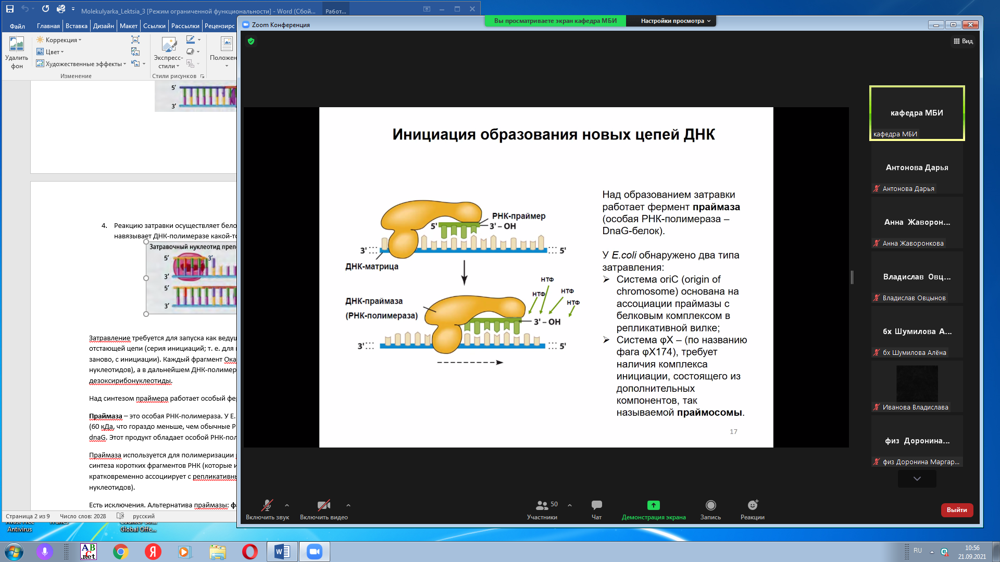 Molekulyarka_Lektsia_3 [Режим ограниченной функциональности] - Word (Сбой...
Работ...
Файл
Главная
Вставка
Дизайн
Макет
Ссылки
Рассылки
Рецензирс
Удалить
фон
Коррекция
Цвет
Художественные эффекты
Изменение
Экспресс-
стили
Стили рисунков
Положен
5'
3'
4. Реакцию затравки осуществляет бело
навязывает ДНК-полимеразе какой-то
Затравочный нуклеотид преп
5' 3'
3'
5'
3'
Затравление требуется для запуска как ведущ
отстающей цепи (серия инициаций; т. е. для
заново, с инициации). Каждый фрагмент Ока
нуклеотидов), а в дальнейшем ДНК-полимер
дезоксирибонуклеотиды.
Над синтезом праймера работает особый фер
Праймаза – это особая РНК-полимераза. У E.
(60 кДа, что гораздо меньше, чем обычные Р
dnaG. Этот продукт обладает особой РНК-пол
Праймаза используется для полимеризации
синтеза коротких фрагментов РНК (которые и
кратковременно ассоциирует с репликативны
нуклеотидов).
Есть исключения. Альтернатива праймазы: ф
Страница 2 из 9
Число слов: 2028
русский
Zoom Конференция
Вы просматриваете экран кафедра МБИ
Настройки просмотра
Вид
Инициация образования новых цепей ДНК
РНК-праймер
5'
3' – OH
3'
5'
ДНК-матрица
НТФ
НТФ
НТФ
НТФ
ДНК-праймаза
(РНК-полимераза)
3' – OH
3'
5'
Над образованием затравки
работает фермент праймаза
(особая РНК-полимераза –
DnaG-белок).
У E.coli обнаружено два типа
затравления:
➢ Система oriC (origin of
chromosome) основана на
ассоциации праймазы с
белковым комплексом в
репликативной вилке;
➢ Система φX – (по названию
фага φX174), требует
наличия комплекса
инициации, состоящего из
дополнительных
компонентов, так
называемой праймосомы.
17
кафедра МБИ
кафедра МБИ
Антонова Дарья
Антонова Дарья
Анна Жаворон...
Анна Жаворонкова
Владислав Овц...
Владислав Овцынов
бх Шумилова А...
бх Шумилова Алёна
Иванова Владислава
физ Доронина...
физ Доронина Маргар...
Включить звук
Включить видео
50
Участники
Чат
Демонстрация экрана
Запись
Реакции
Выйти
Antivirus
Global Offe...
AB
C
.net
RU
10:56
21.09.2021